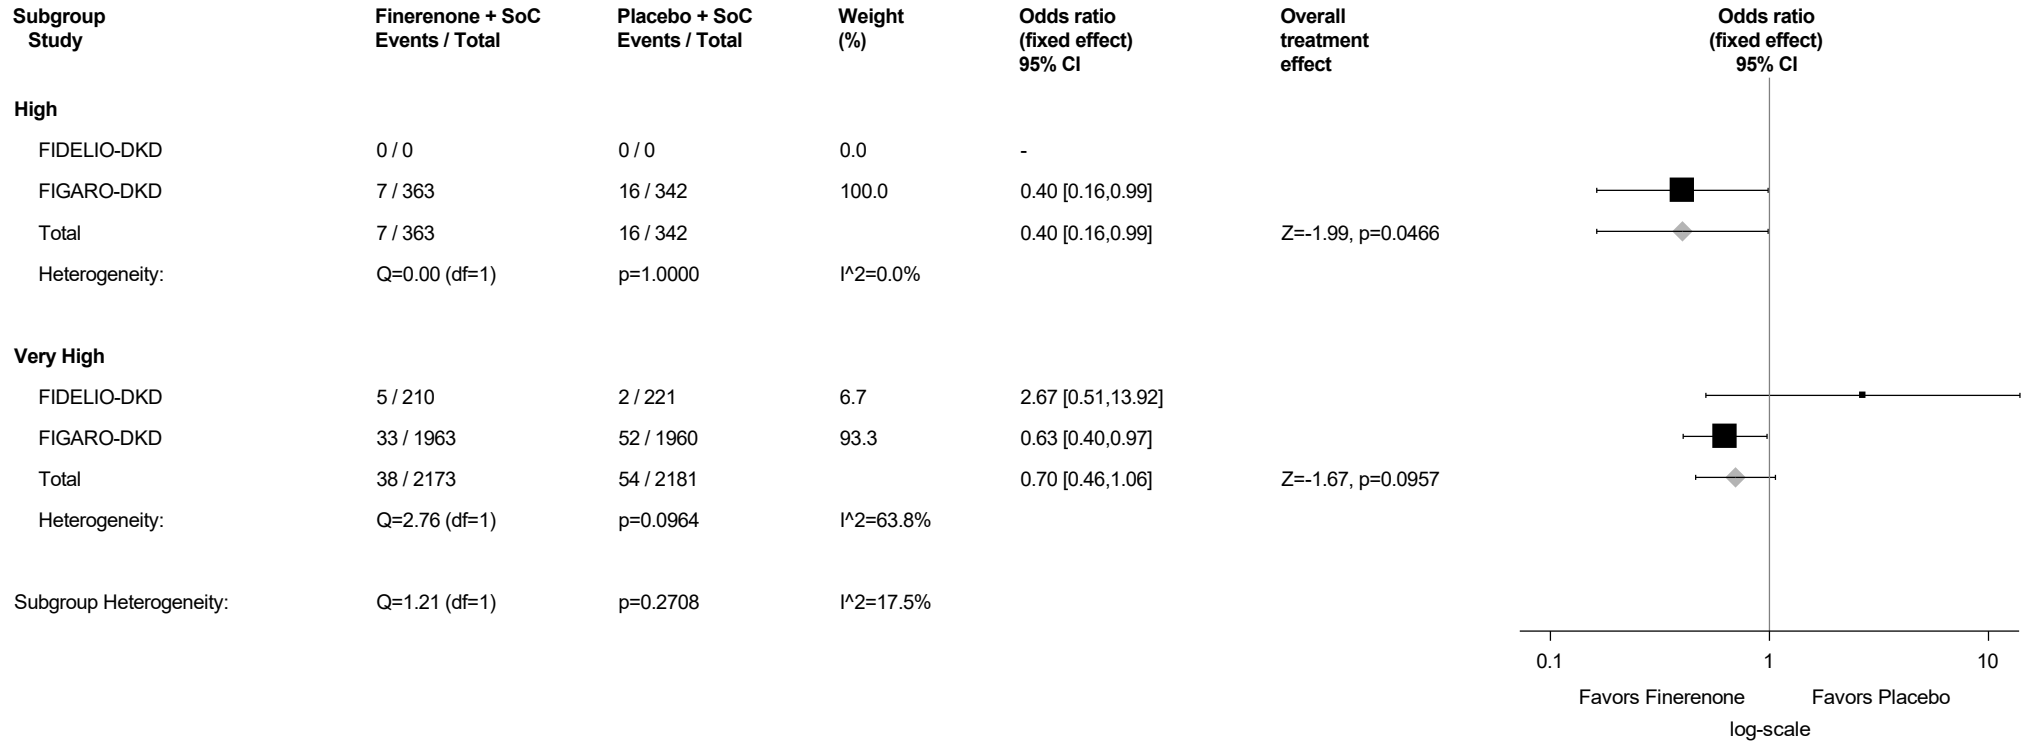 Subgroup Finerenone + SoC Placebo + SoC Weight Odds ratio Overall Odds ratio
Study Events / Total Events / Total (%) (fixed effect) treatment (fixed effect)
95% CI effect 95% CI
High
FIDELIO-DKD 0 / 0 0 / 0 0.0 -
FIGARO-DKD 7 / 363 16 / 342 100.0 0.40 [0.16,0.99]
Total 7 / 363 16 / 342 0.40 [0.16,0.99] Z=-1.99, p=0.0466
Heterogeneity: Q=0.00 (df=1) p=1.0000 I^2=0.0%
Very High
FIDELIO-DKD 5 / 210 2 / 221 6.7 2.67 [0.51,13.92]
FIGARO-DKD 33 / 1963 52 / 1960 93.3 0.63 [0.40,0.97]
Total 38 / 2173 54 / 2181 0.70 [0.46,1.06] Z=-1.67, p=0.0957
Heterogeneity: Q=2.76 (df=1) p=0.0964 I^2=63.8%
Subgroup Heterogeneity: Q=1.21 (df=1) p=0.2708 I^2=17.5%
0.1 1 10
Favors Finerenone Favors Placebo
log-scale